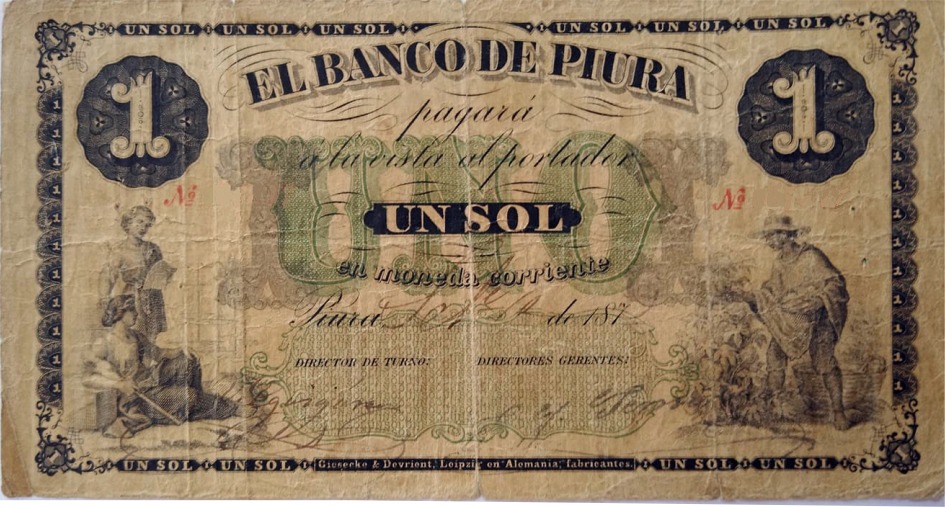 UN SOL UN SOL UN SOL UN SOL UN SOL UN SOL
EL BANCO DE PIURA
1 1
pagará
a la vista al portador
UNO
Nº Nº
UN SOL
en moneda corriente
Piura de 187
DIRECTOR DE TURNO: DIRECTORES GERENTES:
UN SOL UN SOL Giesecke & Devrient, Leipzig en Alemania, fabricantes. UN SOL UN SOL